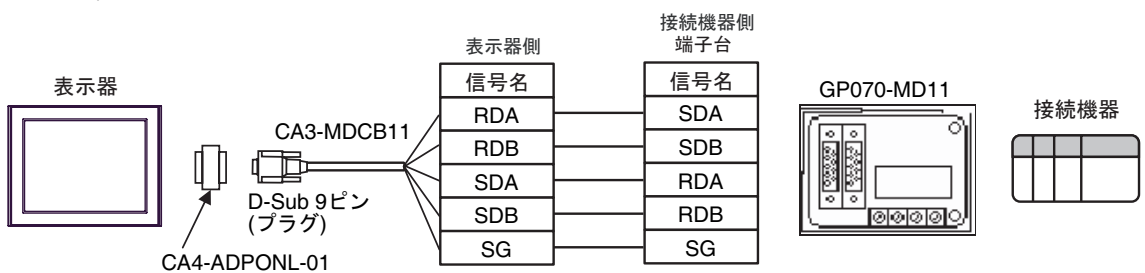 表示器
CA4-ADPONL-01
CA3-MDCB11
D-Sub 9ピン
(プラグ)
表示器側
信号名
RDA
RDB
SDA
SDB
SG
接続機器側
端子台
信号名
SDA
SDB
RDA
RDB
SG
GP070-MD11
接続機器